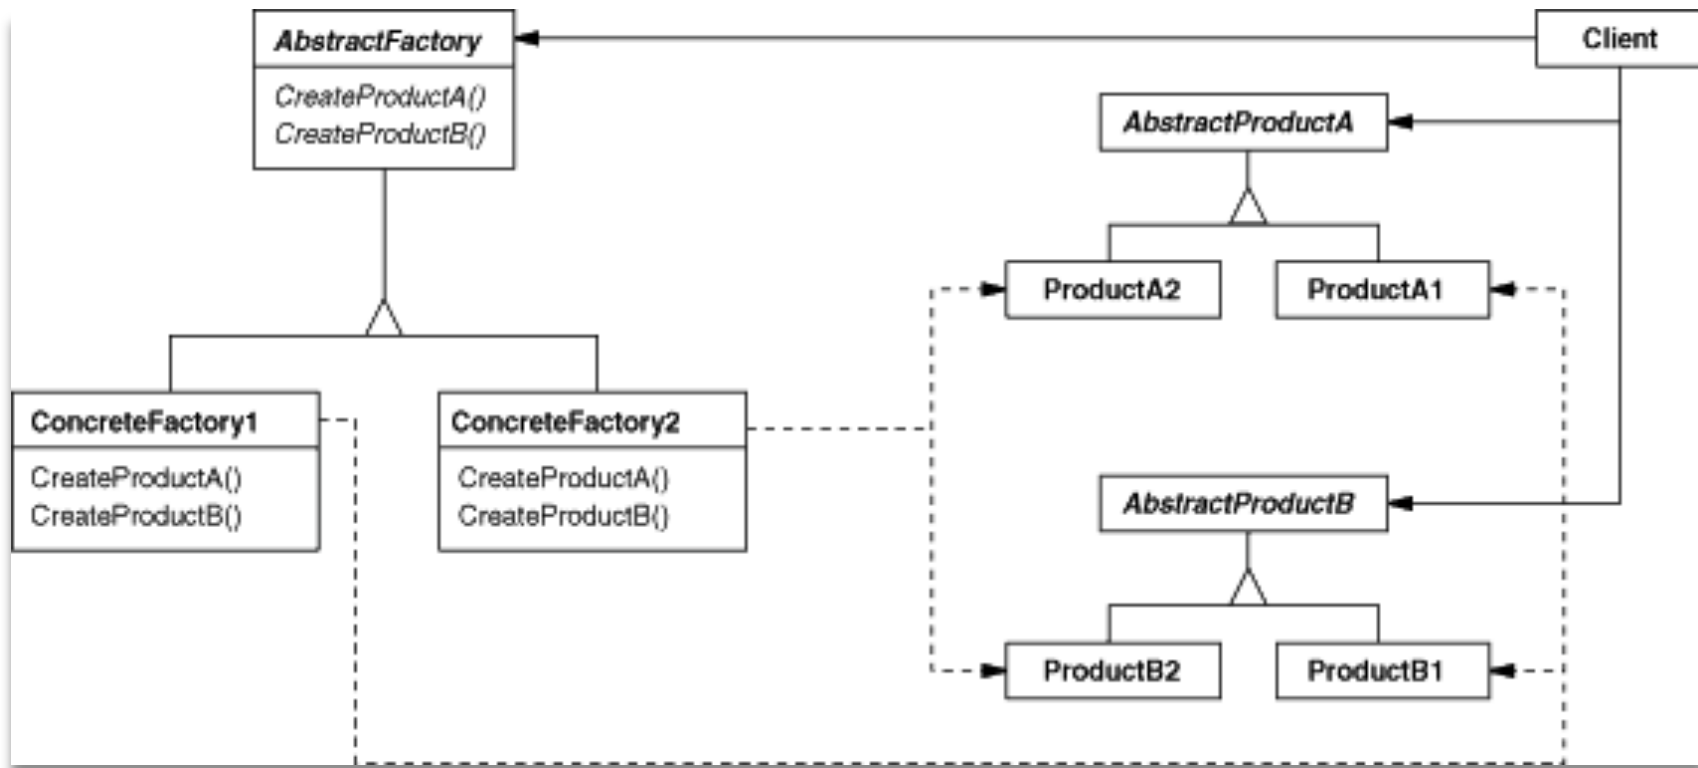 AbstractFactory
CreateProductA()
CreateProductB()
Client
AbstractProductA
ProductA2
ProductA1
ConcreteFactory1
CreateProductA()
CreateProductB()
ConcreteFactory2
CreateProductA()
CreateProductB()
AbstractProductB
ProductB2
ProductB1